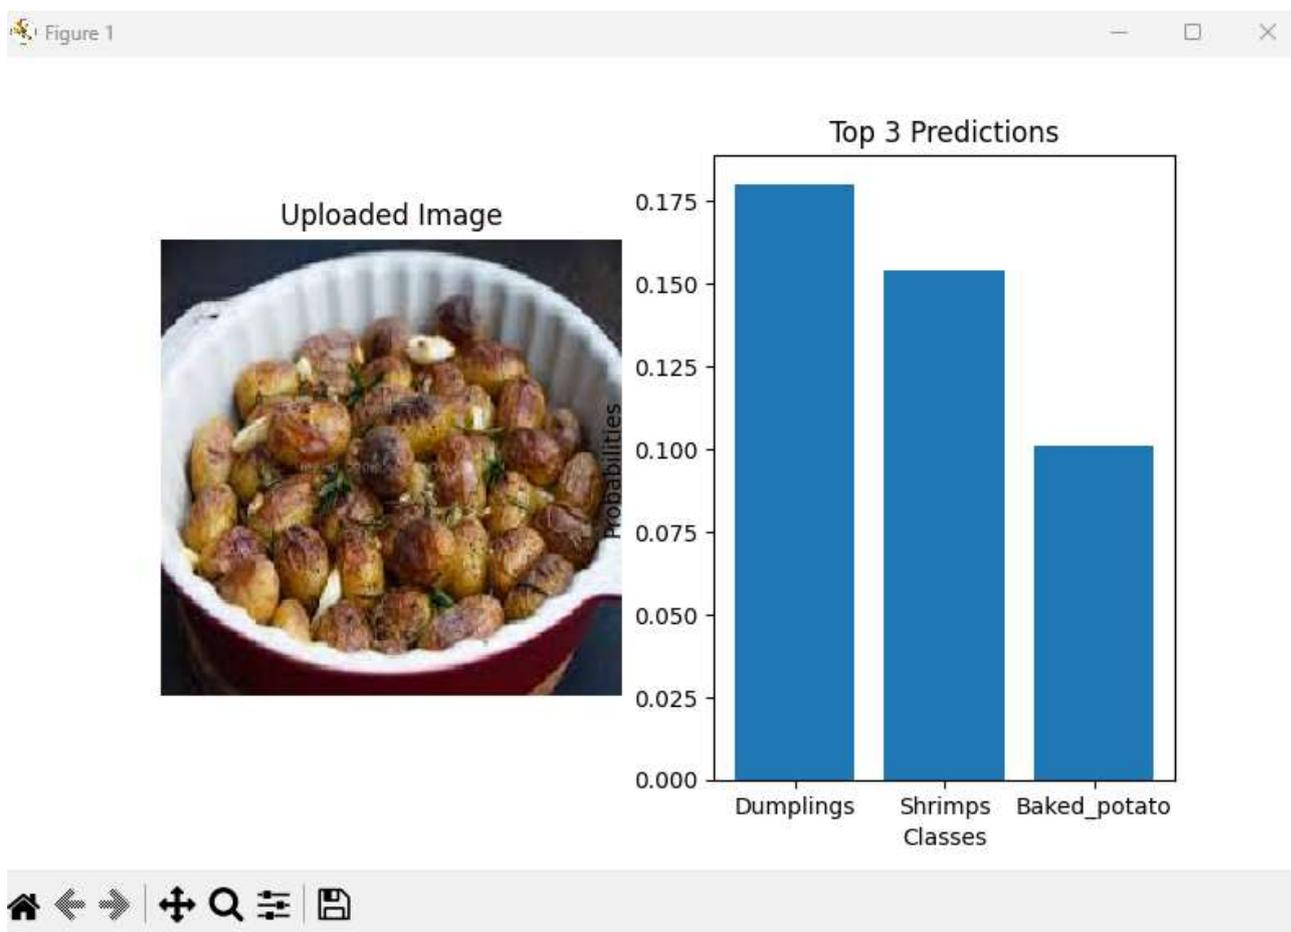 Figure 1
Uploaded Image
Top 3 Predictions
Probabilities
0.175
0.150
0.125
0.100
0.075
0.050
0.025
0.000
Dumplings
Shrimps
Baked_potato
Classes